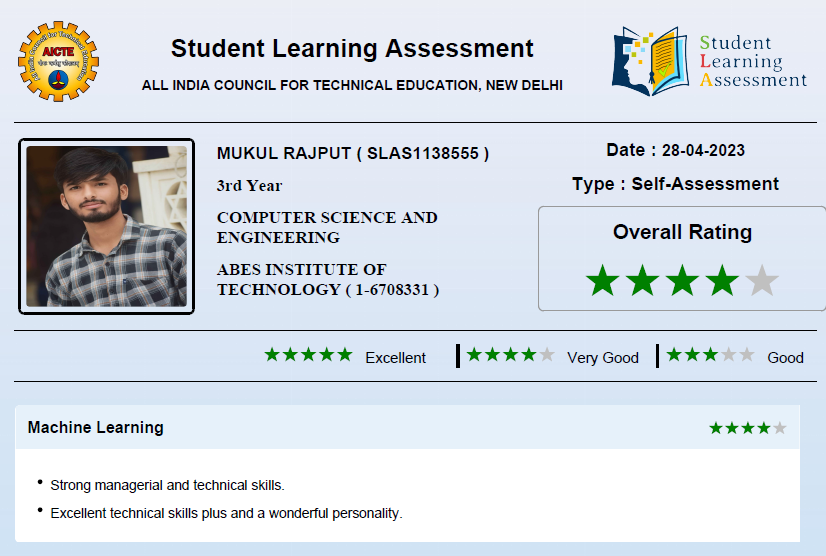 AICTE
Student Learning Assessment
ALL INDIA COUNCIL FOR TECHNICAL EDUCATION, NEW DELHI
Student
Learning
Assessment
MUKUL RAJPUT ( SLAS1138555 )
3rd Year
COMPUTER SCIENCE AND
ENGINEERING
ABES INSTITUTE OF
TECHNOLOGY ( 1-6708331 )
Date : 28-04-2023
Type : Self-Assessment
Overall Rating
Excellent
Very Good
Good
Machine Learning
• Strong managerial and technical skills.
• Excellent technical skills plus and a wonderful personality.